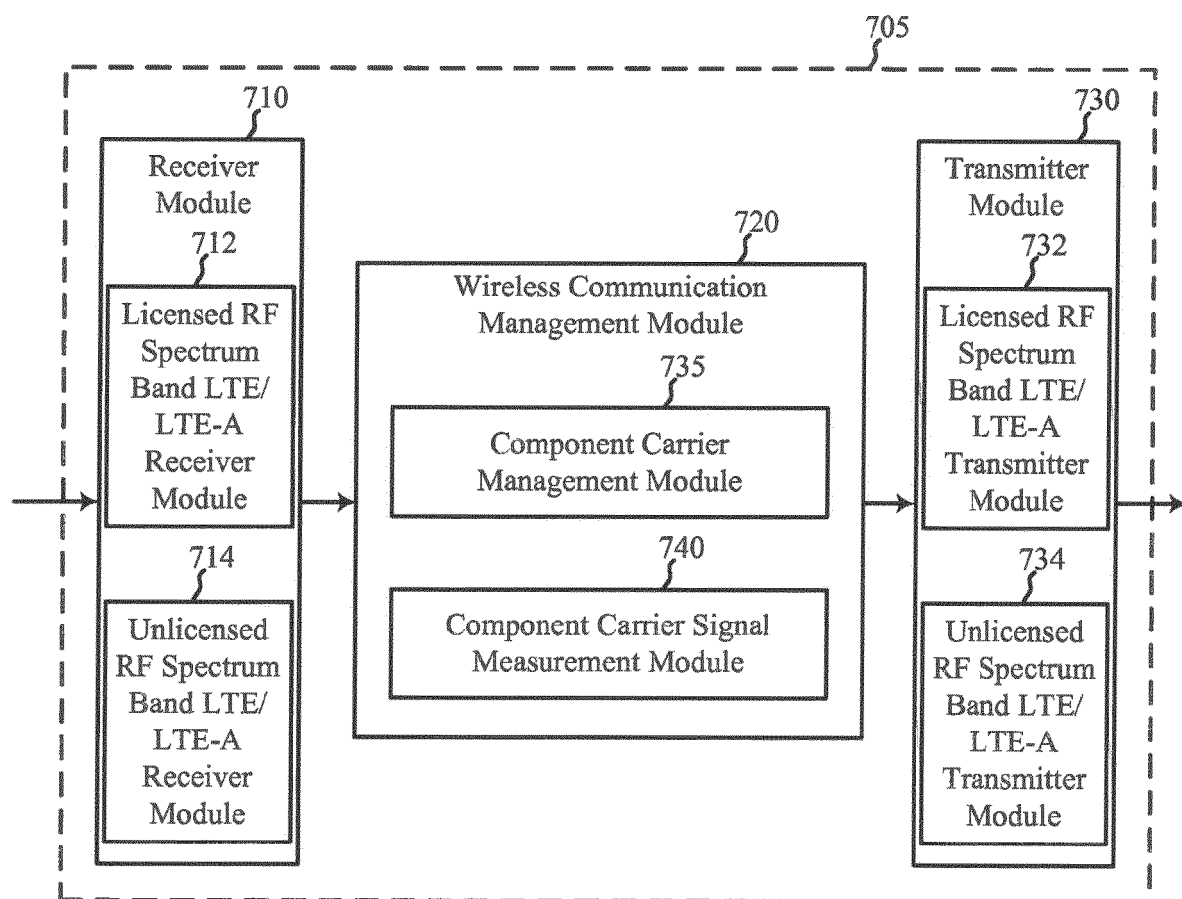 705
710
Receiver
Module
712
Licensed RF
Spectrum
Band LTE/
LTE-A
Receiver
Module
714
Unlicensed
RF Spectrum
Band LTE/
LTE-A
Receiver
Module
720
Wireless Communication
Management Module
735
Component Carrier
Management Module
740
Component Carrier Signal
Measurement Module
730
Transmitter
Module
732
Licensed RF
Spectrum
Band LTE/
LTE-A
Transmitter
Module
734
Unlicensed
RF Spectrum
Band LTE/
LTE-A
Transmitter
Module